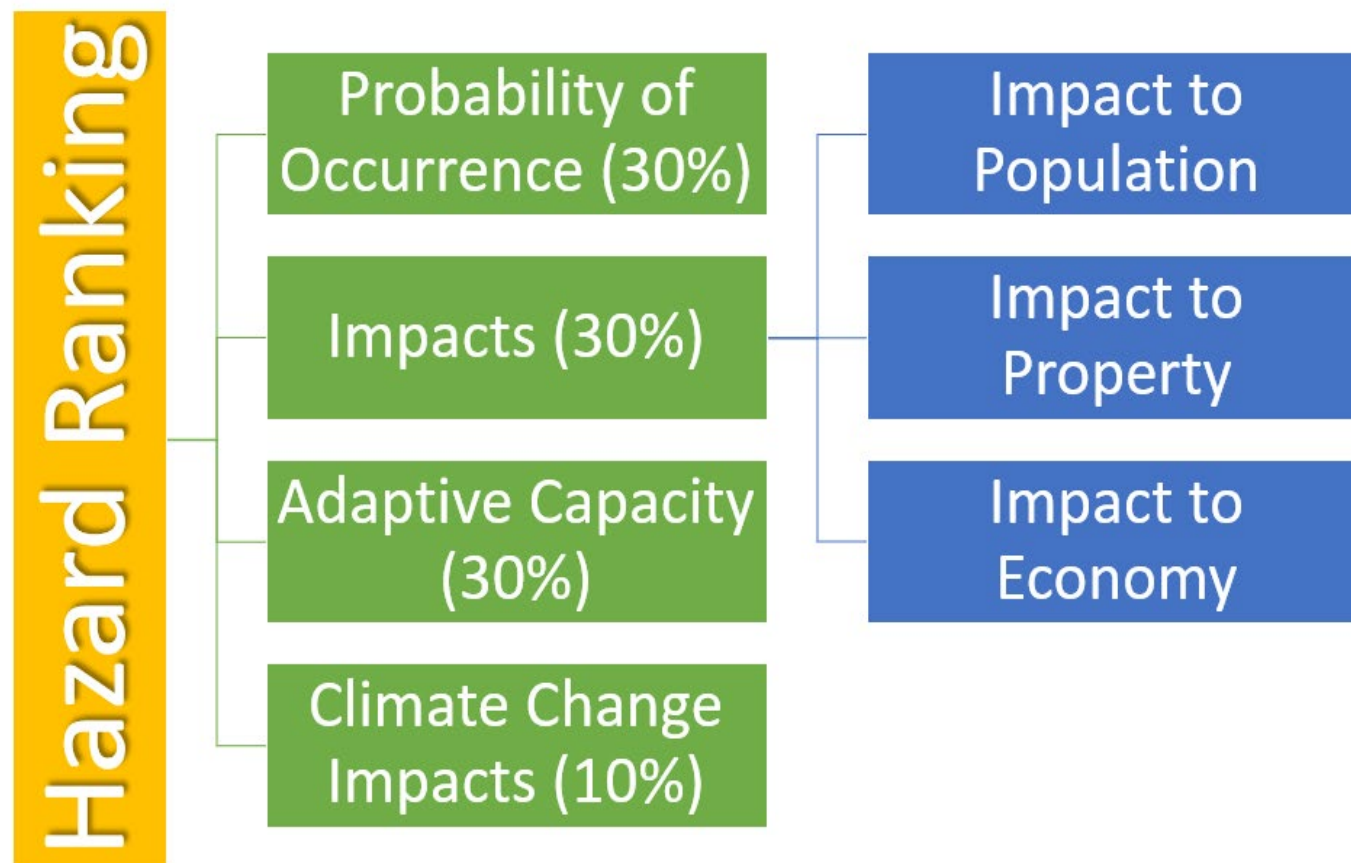 Hazard Ranking
Probability of
Occurrence (30%)
Impacts (30%)
Adaptive Capacity
(30%)
Climate Change
Impacts (10%)
Impact to
Population
Impact to
Property
Impact to
Economy